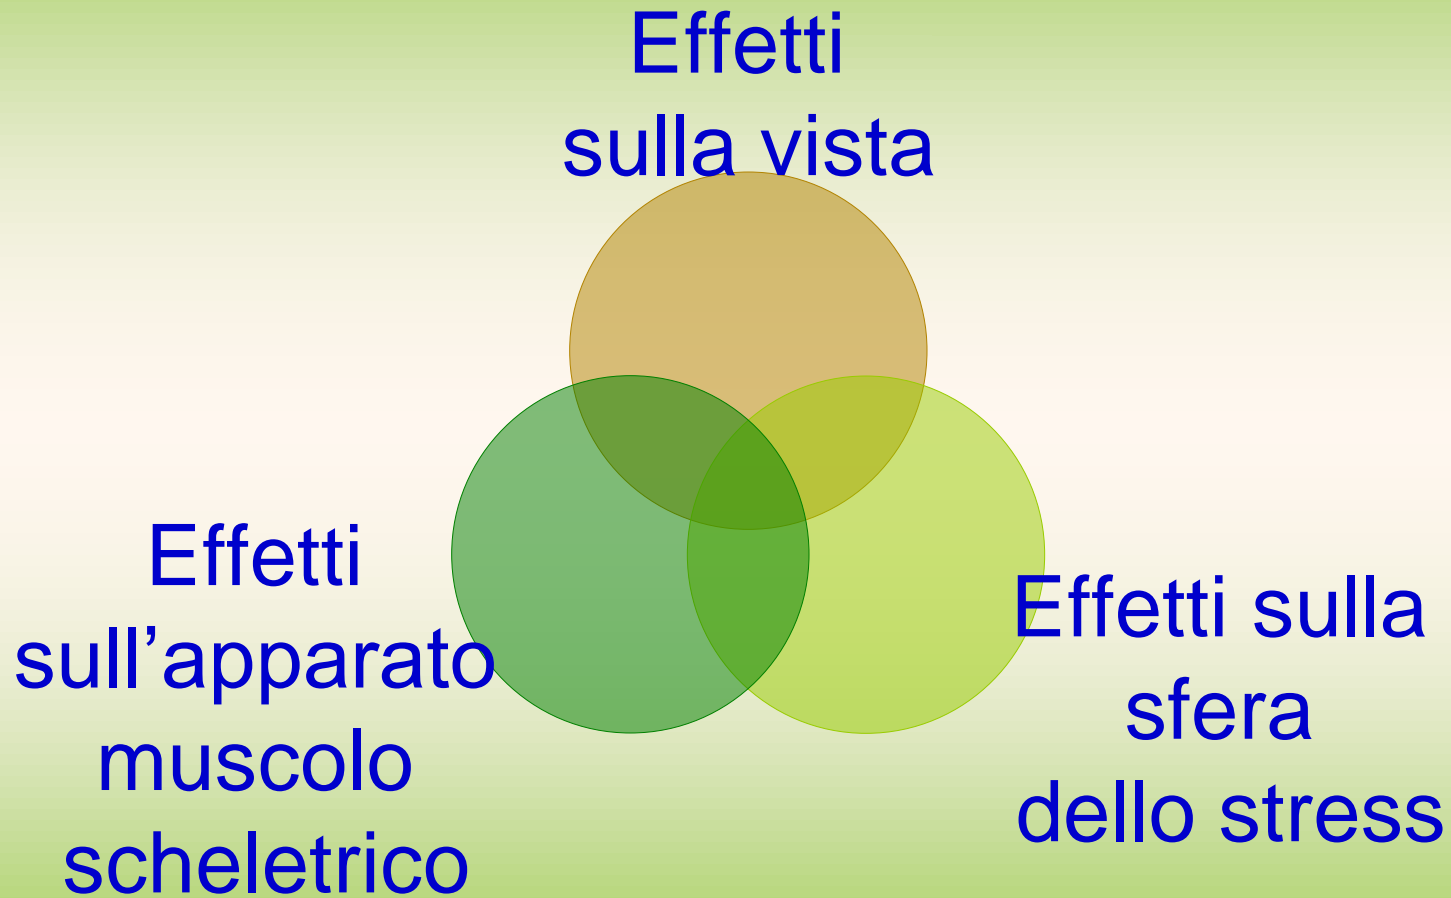 Effetti
sulla vista
Effetti
sull’apparato
muscolo
scheletrico
Effetti sulla
sfera
dello stress